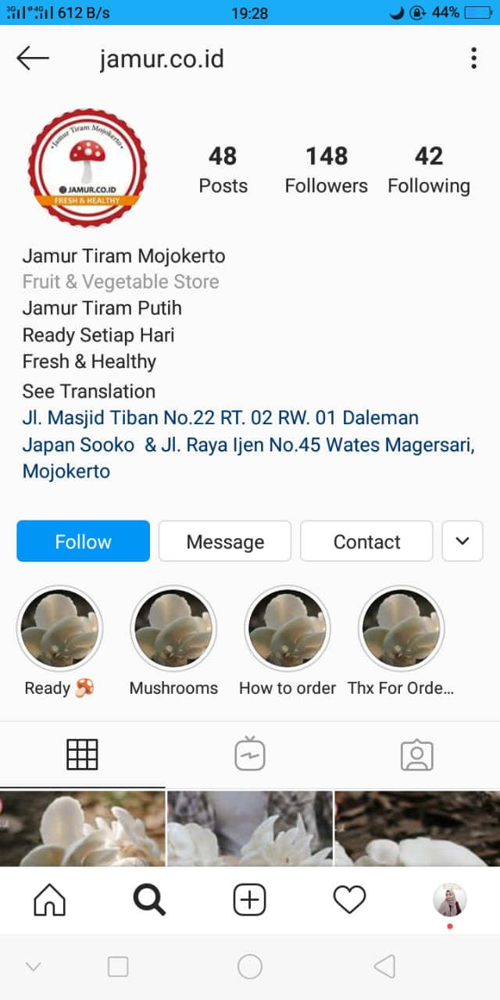 3G 4G 612 B/s 19:28 44%
jamur.co.id
Jamur Tiram Mojokerto
JAMUR.CO.ID
FRESH & HEALTHY
48 148 42
Posts Followers Following
Jamur Tiram Mojokerto
Fruit & Vegetable Store
Jamur Tiram Putih
Ready Setiap Hari
Fresh & Healthy
See Translation
Jl. Masjid Tiban No.22 RT. 02 RW. 01 Daleman
Japan Sooko & Jl. Raya Ijen No.45 Wates Magersari,
Mojokerto
Follow Message Contact
Ready 🍄 Mushrooms How to order Thx For Orde...